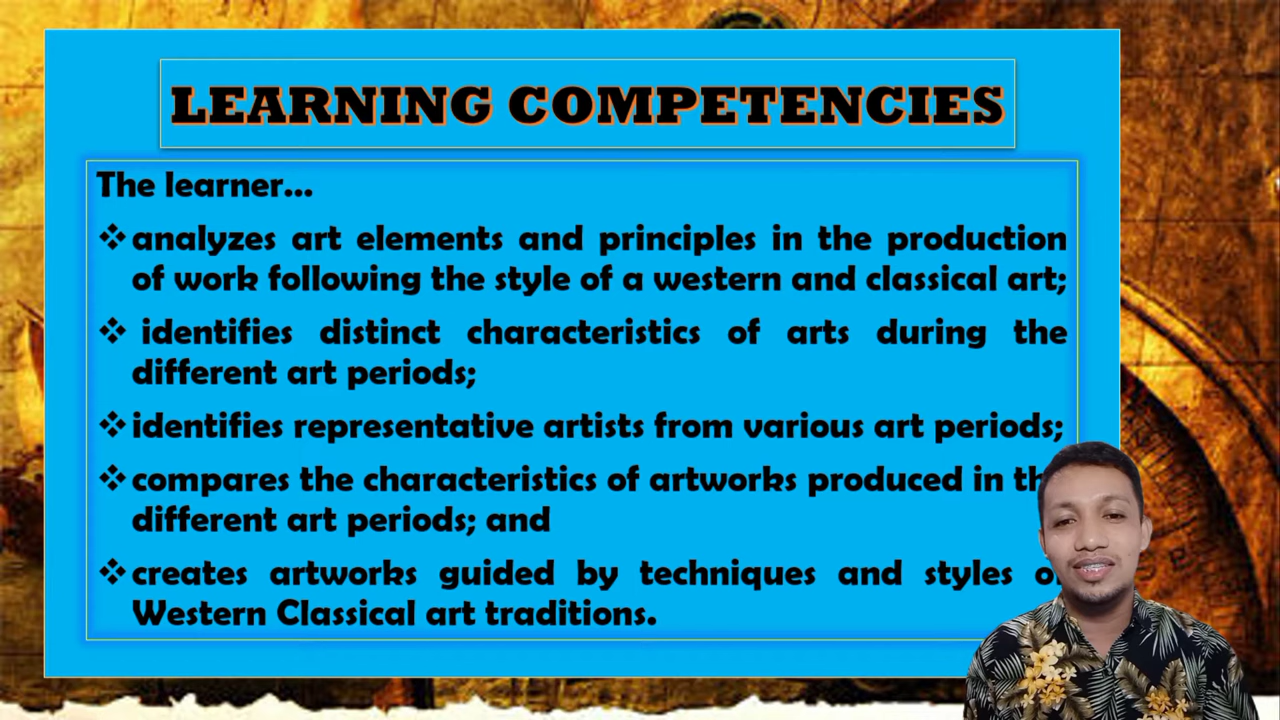 LEARNING COMPETENCIES
The learner...
❖ analyzes art elements and principles in the production
of work following the style of a western and classical art;
❖ identifies distinct characteristics of arts during the
different art periods;
❖ identifies representative artists from various art periods;
❖ compares the characteristics of artworks produced in
different art periods; and
❖ creates artworks guided by techniques and styles
Western Classical art traditions.